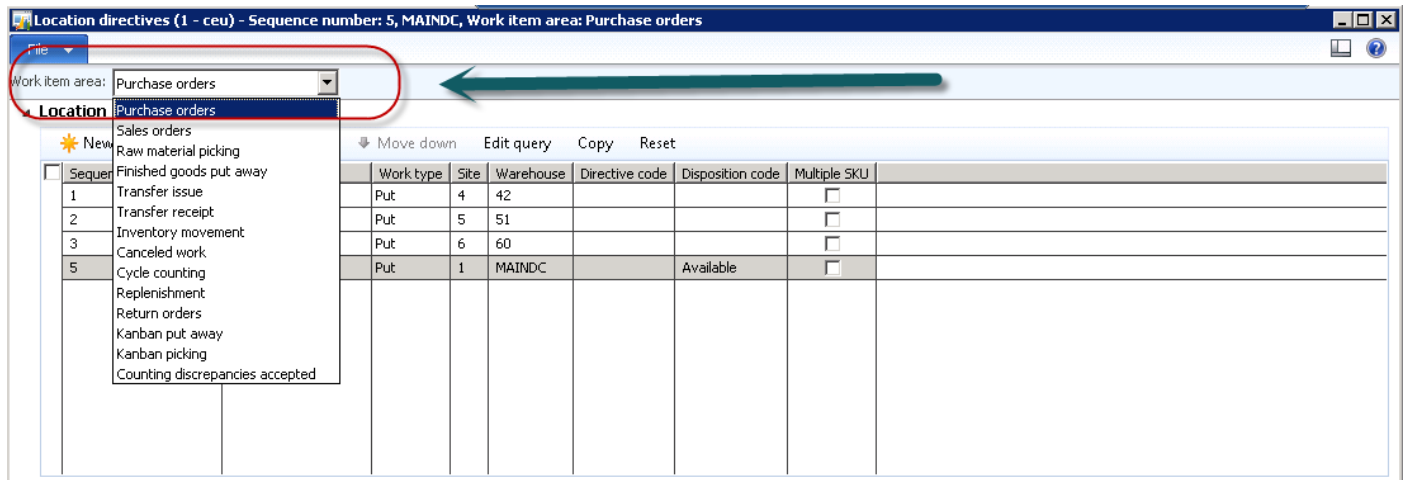 Location directives (1 - ceu) - Sequence number: 5, MAINDC, Work item area: Purchase orders
File
Work item area: Purchase orders
Location
Purchase orders
Sales orders
Raw material picking
Finished goods put away
Transfer issue
Transfer receipt
Inventory movement
Canceled work
Cycle counting
Replenishment
Return orders
Kanban put away
Kanban picking
Counting discrepancies accepted
New Move down Edit query Copy Reset
Work type Site Warehouse Directive code Disposition code Multiple SKU
1 Put 4 42
2 Put 5 51
3 Put 6 60
5 Put 1 MAINDC Available